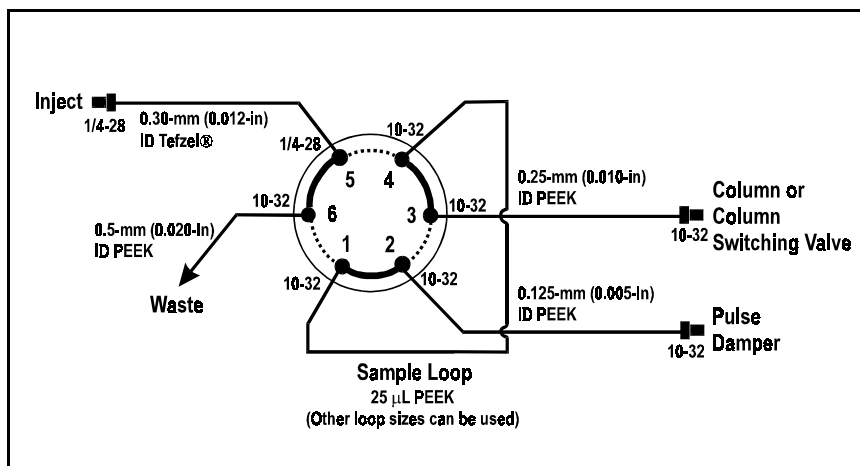 Inject
1/4-28
0.30-mm (0.012-in)
ID Tefzel®
1/4-28
10-32
5
4
6
3
1
2
10-32
0.5-mm (0.020-In)
ID PEEK
Waste
10-32
10-32
10-32
0.25-mm (0.010-in)
ID PEEK
10-32
Column or
Column
Switching Valve
0.125-mm (0.005-In)
ID PEEK
10-32
Pulse
Damper
Sample Loop
25 μL PEEK
(Other loop sizes can be used)